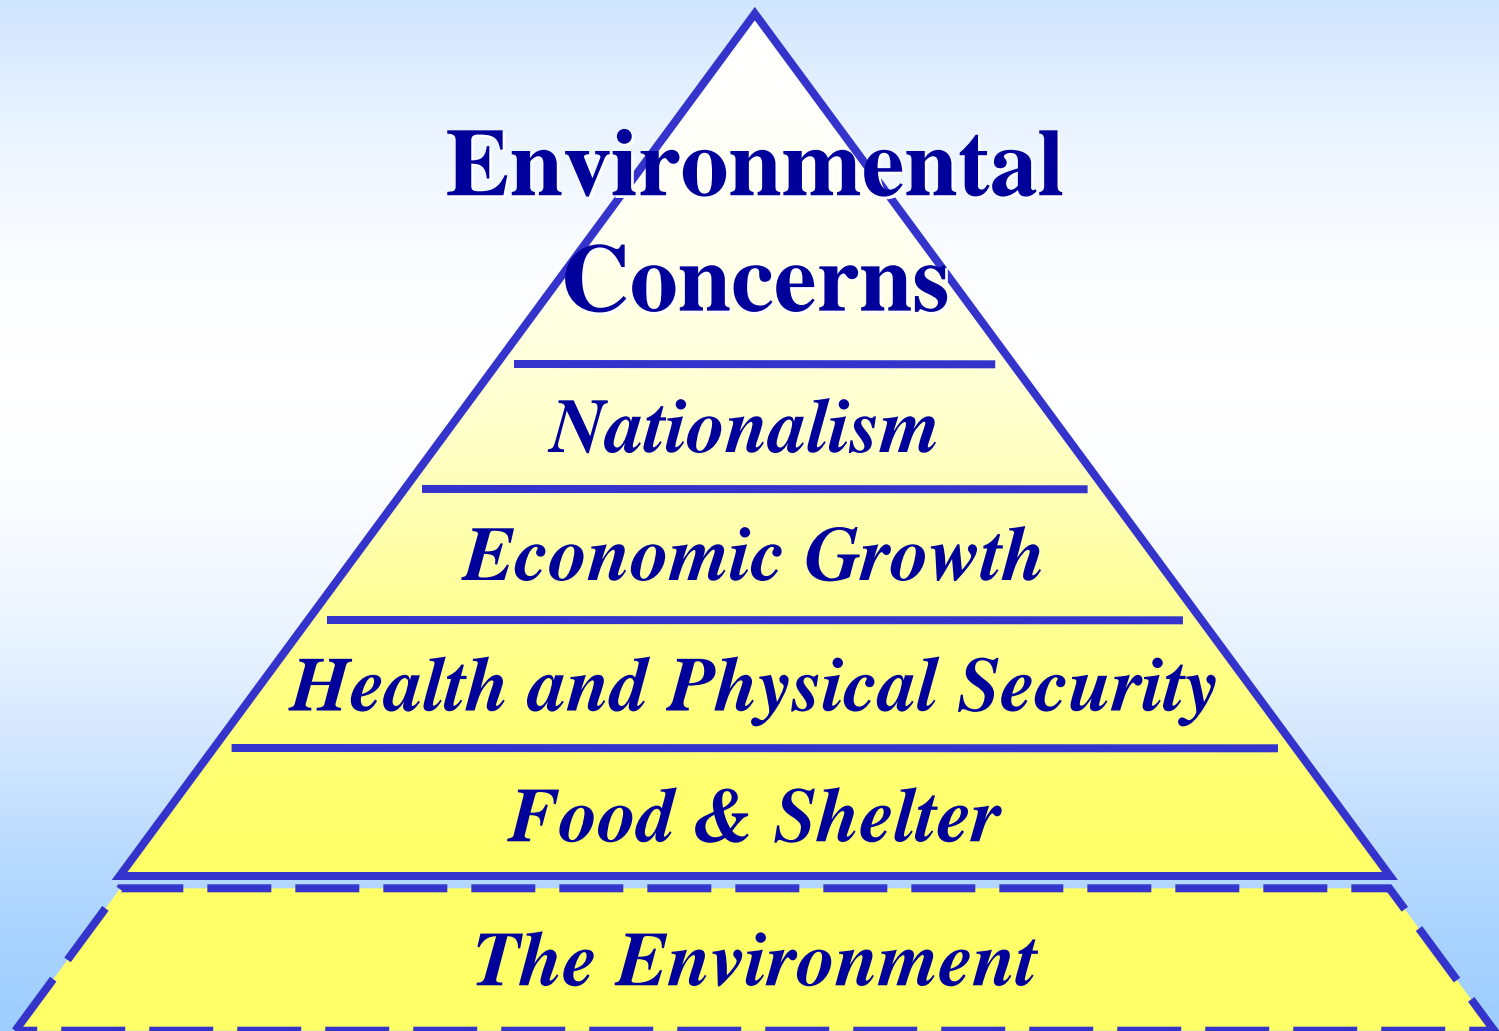 Environmental
Concerns
Nationalism
Economic Growth
Health and Physical Security
Food & Shelter
The Environment